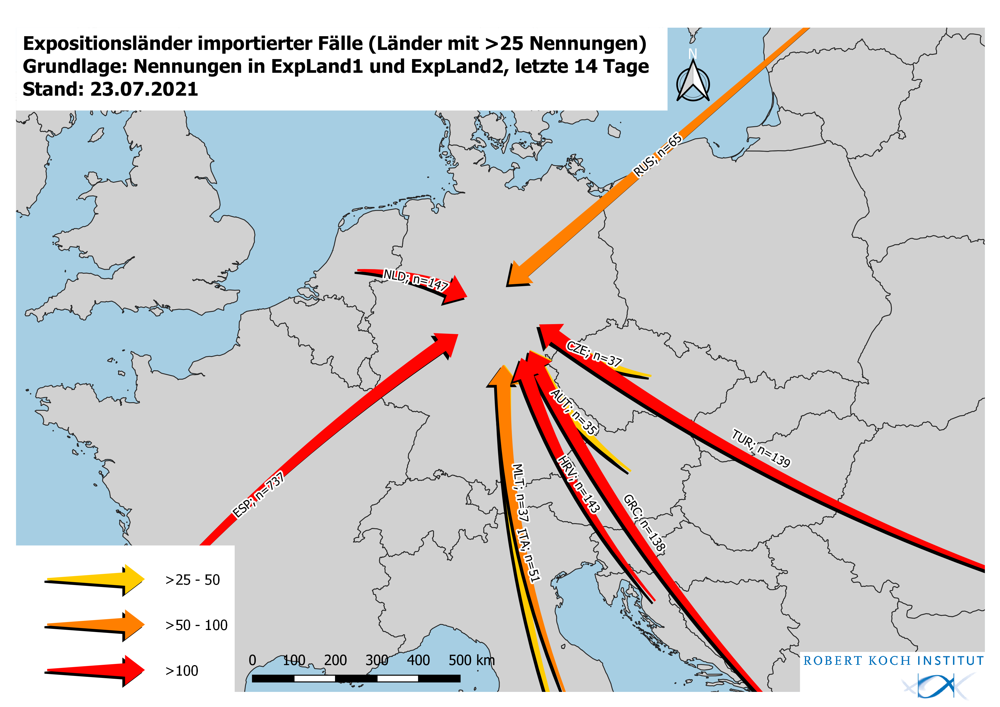 Expositionsländer importierter Fälle (Länder mit >25 Nennungen)
Grundlage: Nennungen in ExpLand1 und ExpLand2, letzte 14 Tage
Stand: 23.07.2021
N
RUS; n=65
NLD; n=147
CZE; n=37
AUT; n=35
TUR; n=139
ESP; n=737
MLT; n=37
HRV; n=143
GRC; n=138
ITA; n=51
>25 - 50
>50 - 100
>100
0 100 200 300 400 500 km
ROBERT KOCH INSTITUT